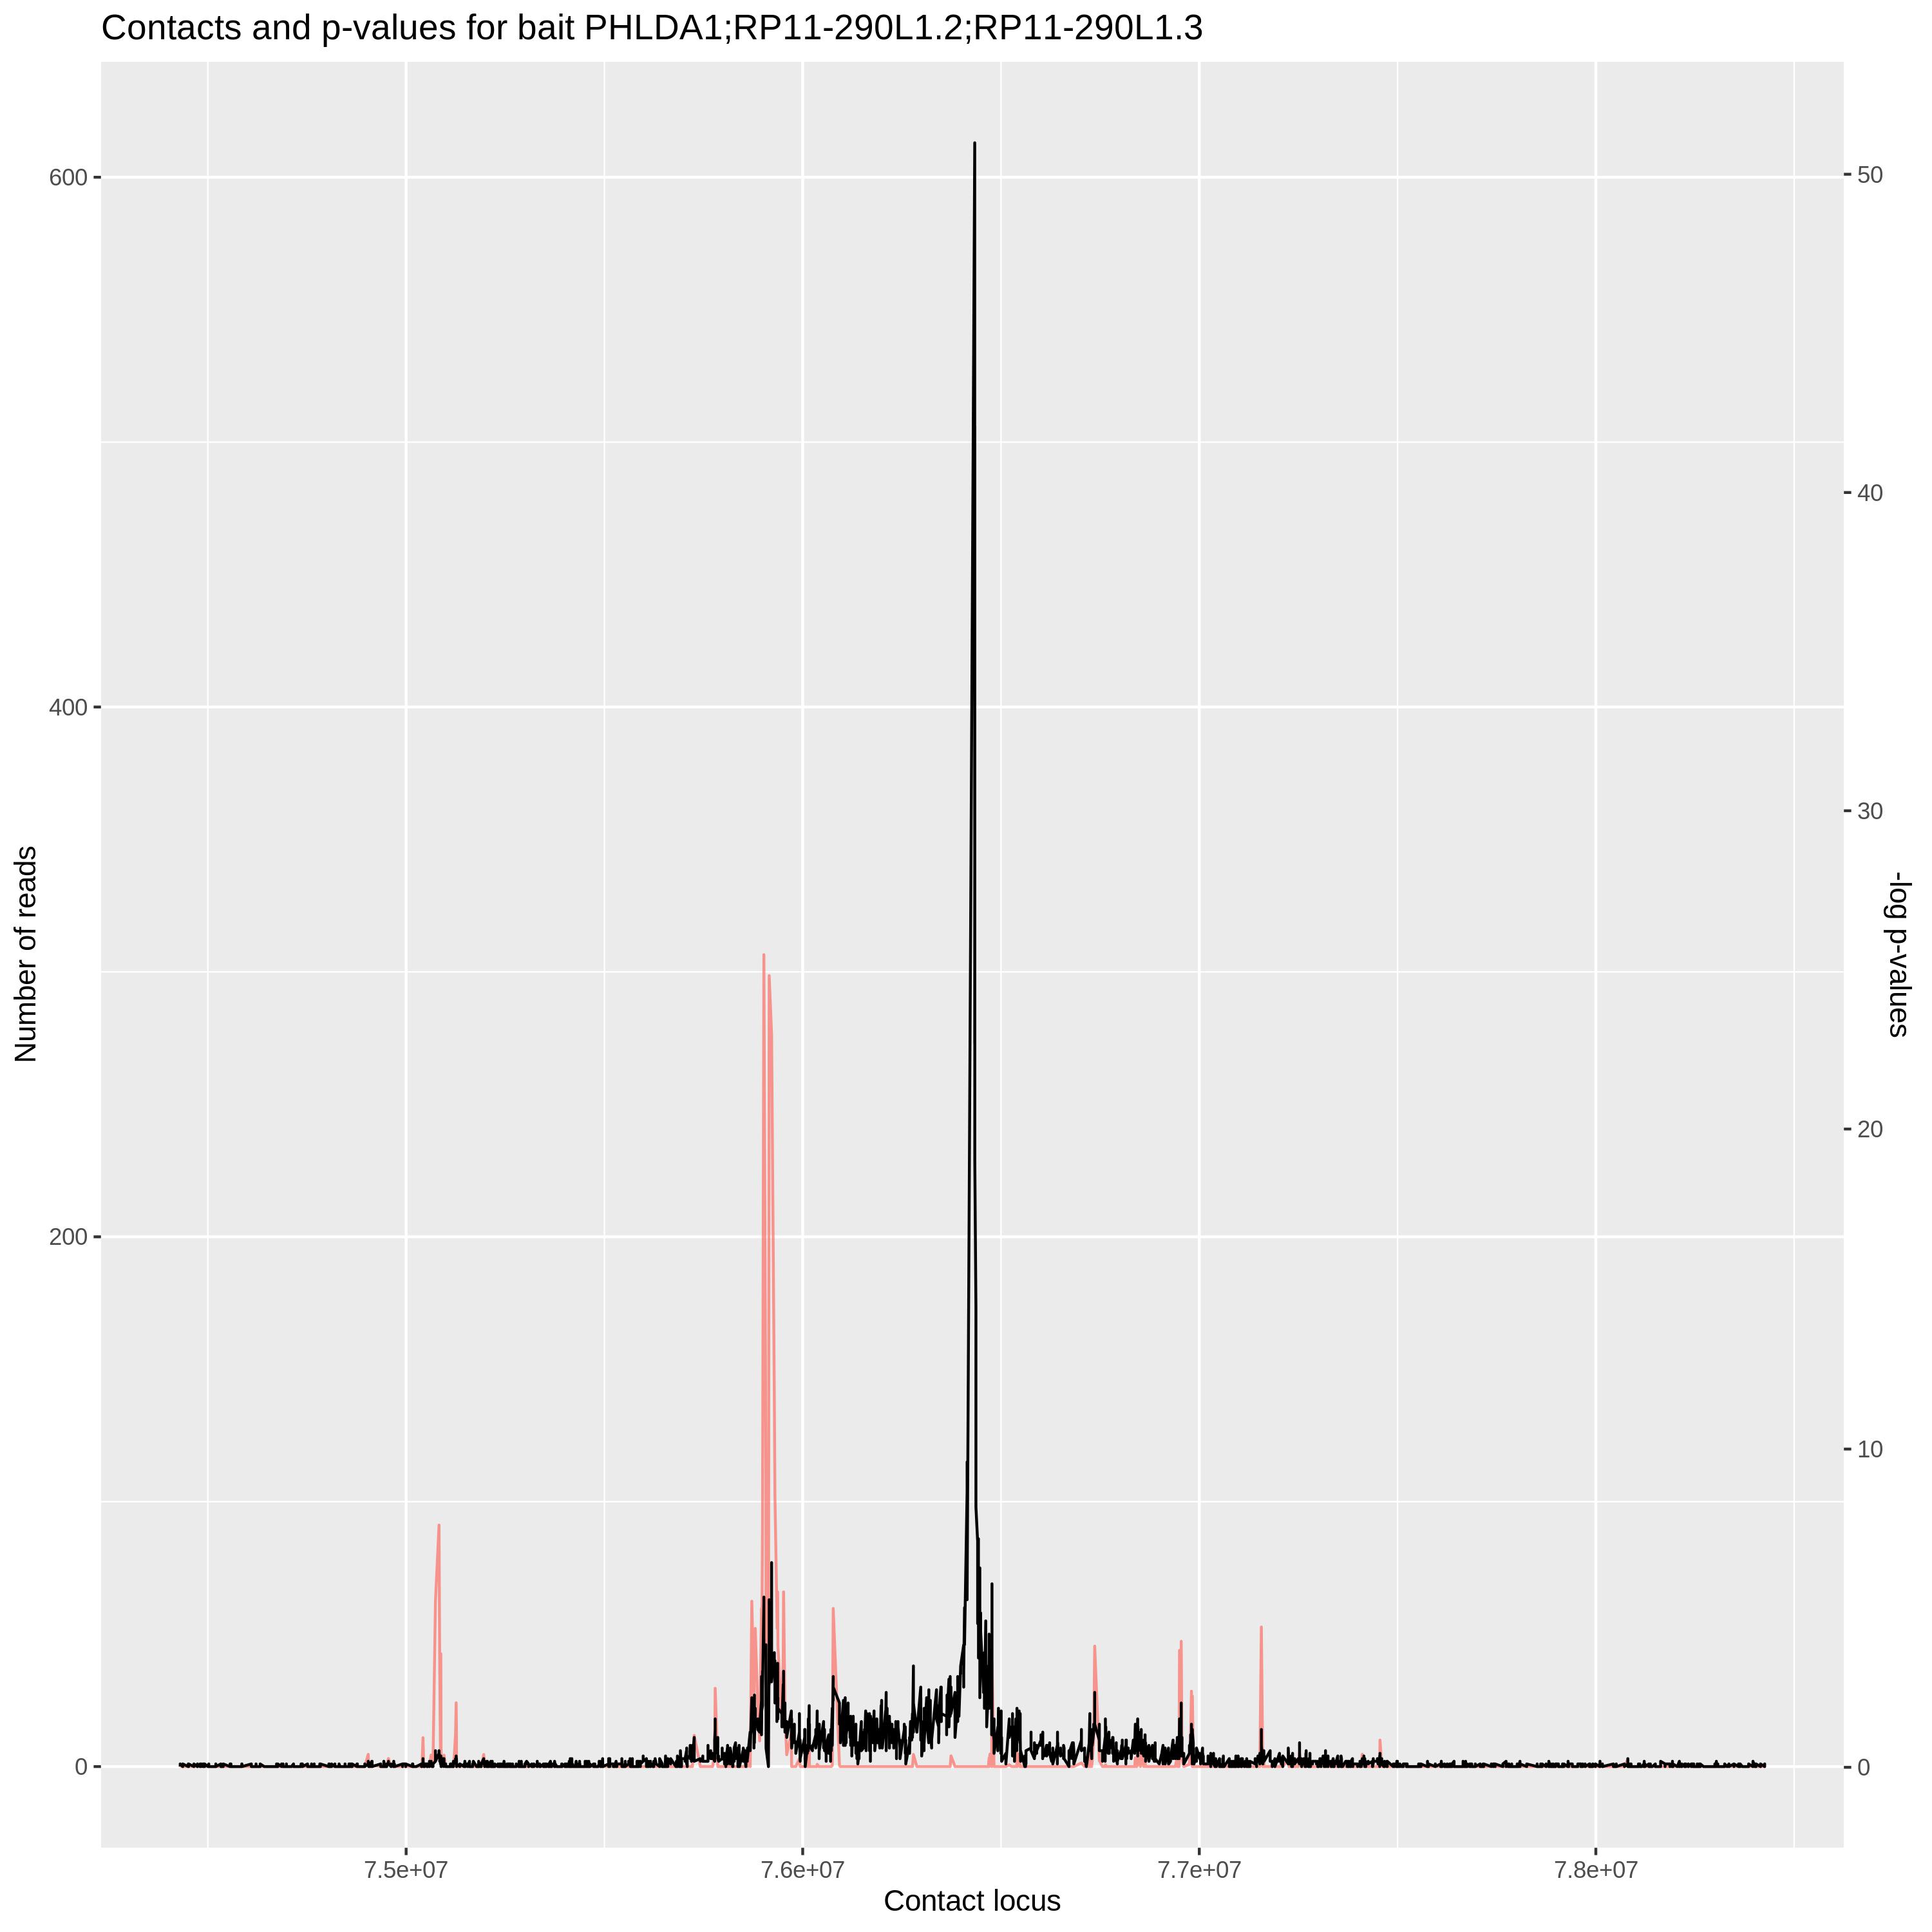 Contacts and p-values for bait PHLDA1;RP11-290L1.2;RP11-290L1.3
600
400
200
0
Number of reads
50
40
30
20
10
0
-log p-values
7.5e+07
7.6e+07
7.7e+07
7.8e+07
Contact locus